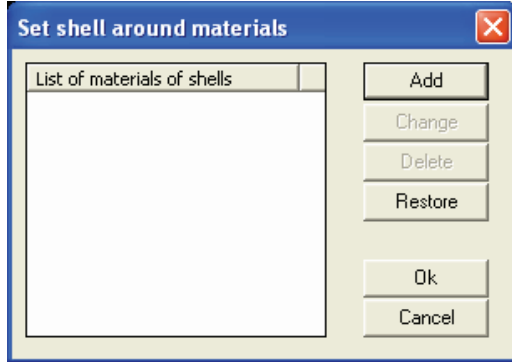 Set shell around materials
List of materials of shells
Add
Change
Delete
Restore
Ok
Cancel